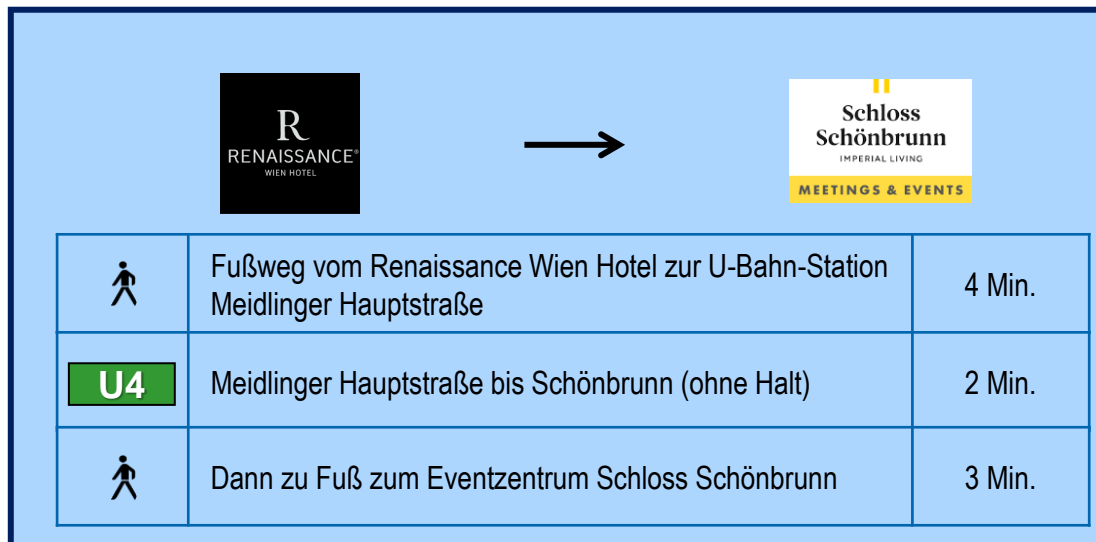 R
RENAISSANCE®
WIEN HOTEL
Schloss
Schönbrunn
IMPERIAL LIVING
MEETINGS & EVENTS
Fußweg vom Renaissance Wien Hotel zur U-Bahn-Station
Meidlinger Hauptstraße
4 Min.
U4
Meidlinger Hauptstraße bis Schönbrunn (ohne Halt)
2 Min.
Dann zu Fuß zum Eventzentrum Schloss Schönbrunn
3 Min.